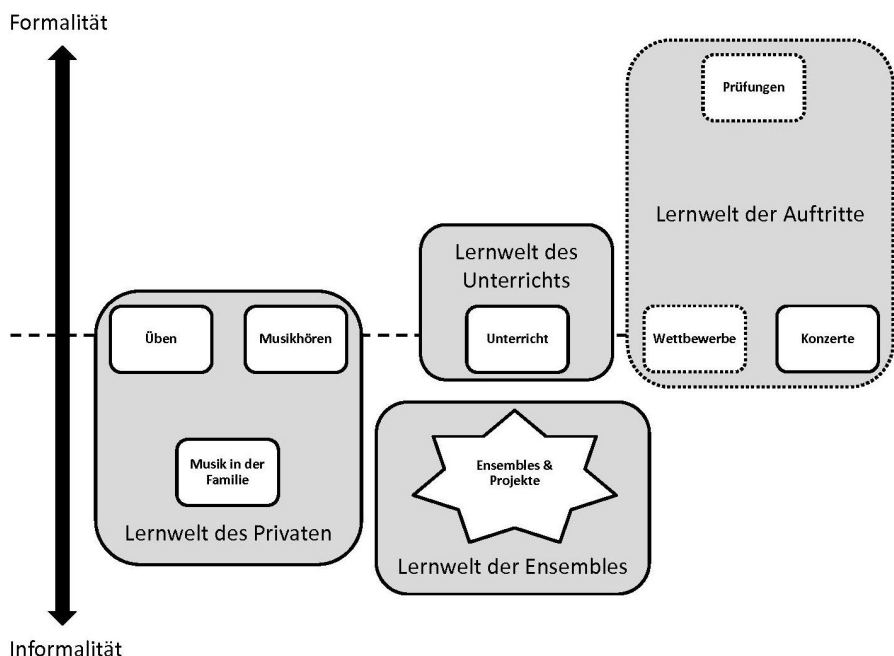 Formalität
Prüfungen
Lernwelt der Auftritte
Lernwelt des
Unterrichts
Üben
Musikhören
Unterricht
Wettbewerbe
Konzerte
Musik in der
Familie
Ensembles &
Projekte
Lernwelt des Privaten
Lernwelt der Ensembles
Informalität